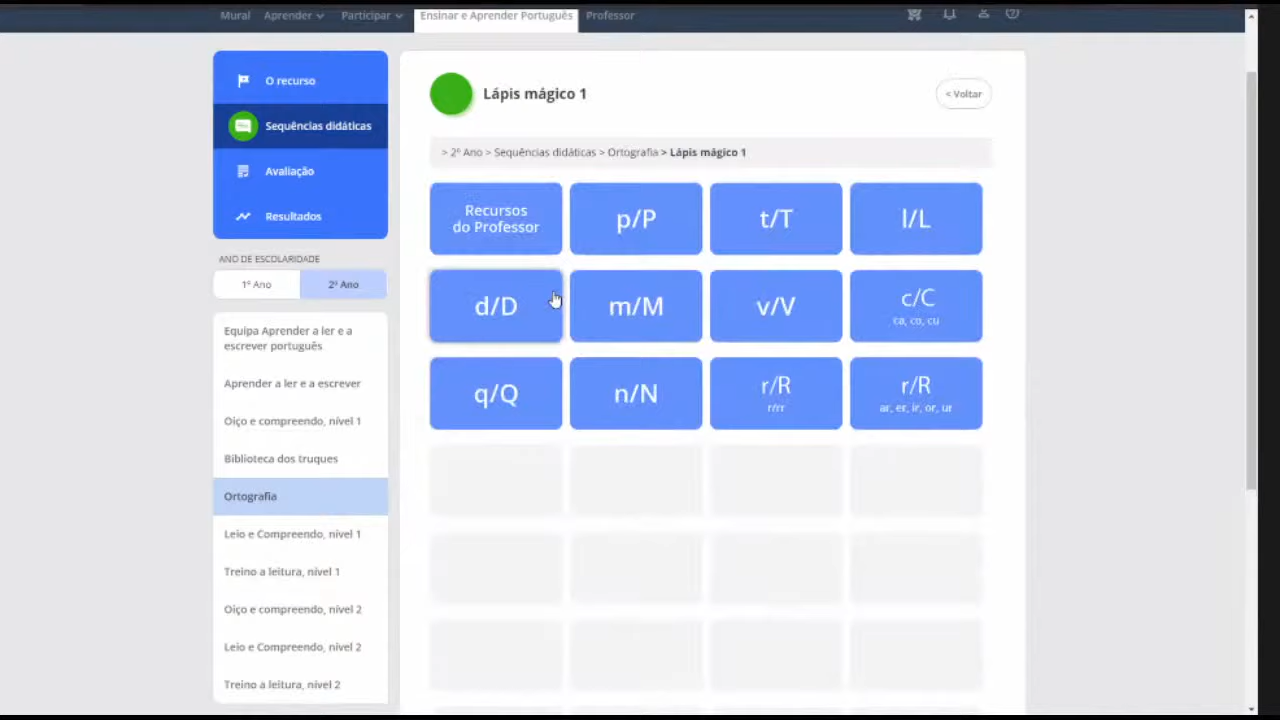 Mural Aprender Participar Ensinar e Aprender Português Professor
O recurso
Sequências didáticas
Avaliação
Resultados
ANO DE ESCOLARIDADE
1º Ano 2º Ano
Equipa Aprender a ler e a
escrever português
Aprender a ler e a escrever
Oiço e compreendo, nível 1
Biblioteca dos truques
Ortografia
Leio e Compreendo, nível 1
Treino a leitura, nível 1
Oiço e compreendo, nível 2
Leio e Compreendo, nível 2
Treino a leitura, nível 2
Lápis mágico 1
< Voltar
> 2º Ano > Sequências didáticas > Ortografia > Lápis mágico 1
Recursos
do Professor
p/P
t/T
l/L
d/D
m/M
v/V
c/C
ca, co, cu
q/Q
n/N
r/R
r/rr
r/R
ar, er, ir, or, ur